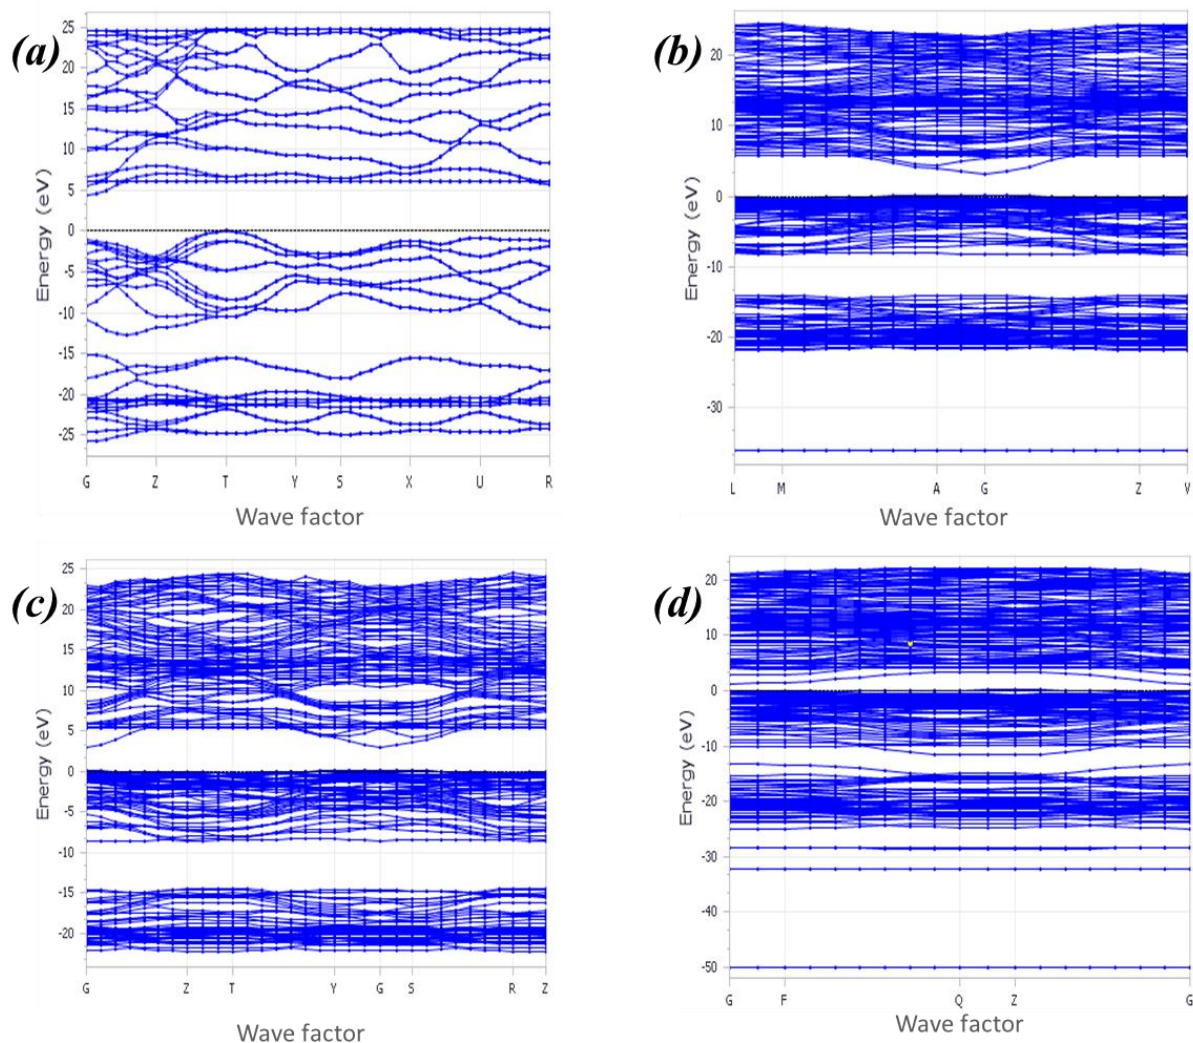 (a)
Energy (eV)
25
20
15
10
5
0
-5
-10
-15
-20
-25
G Z T Y S X U R
Wave factor
(b)
Energy (eV)
20
10
0
-10
-20
-30
L M A G Z V
Wave factor
(c)
Energy (eV)
25
20
15
10
5
0
-5
-10
-15
-20
G Z T Y G S R Z
Wave factor
(d)
Energy (eV)
20
10
0
-10
-20
-30
-40
-50
G F Q Z G
Wave factor